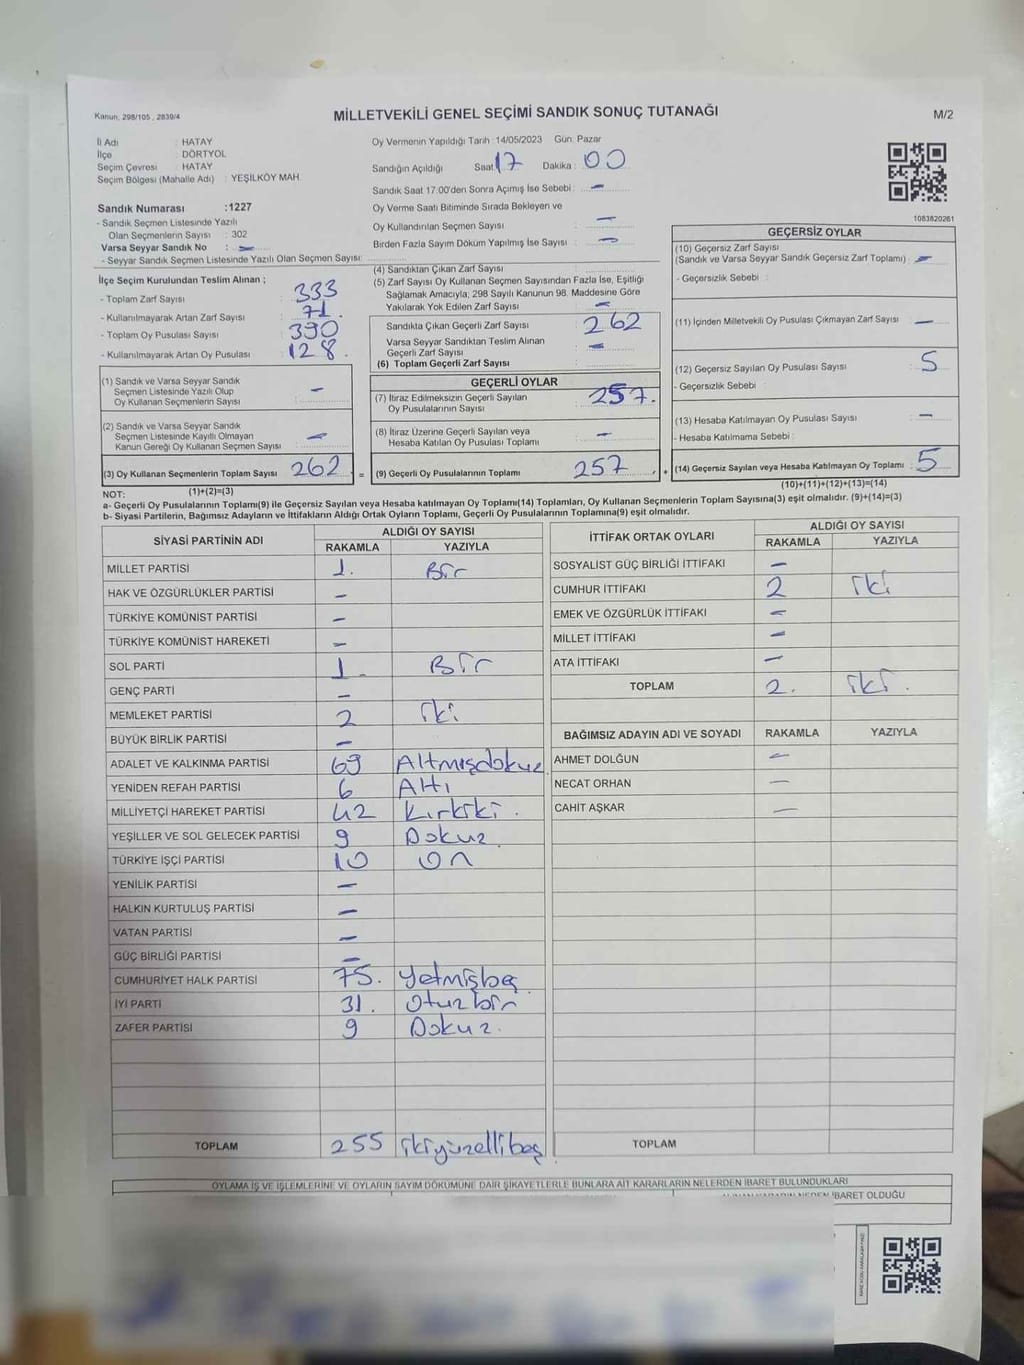 Kanun, 298/105 , 2839/4
MİLLETVEKİLİ GENEL SEÇİMİ SANDIK SONUÇ TUTANAĞI
M/2
İl Adı : HATAY
İlçe : DÖRTYOL
Seçim Çevresi : HATAY
Seçim Bölgesi (Mahalle Adı) : YEŞİLKÖY MAH.
Oy Vermenin Yapıldığı Tarih :14/05/2023 Gün: Pazar
Sandığın Açıldığı Saat 17 Dakika : 00
Sandık Saat 17.00'den Sonra Açımış İse Sebebi : –
Oy Verme Saati Bitiminde Sırada Bekleyen ve
Oy Kullandırılan Seçmen Sayısı : –
Birden Fazla Sayım Döküm Yapılmış İse Sayısı : –
Sandık Numarası :1227
- Sandık Seçmen Listesinde Yazılı
Olan Seçmenlerin Sayısı : 302
Varsa Seyyar Sandık No : –
- Seyyar Sandık Seçmen Listesinde Yazılı Olan Seçmen Sayısı:
1083820261
İlçe Seçim Kurulundan Teslim Alınan ;
- Toplam Zarf Sayısı : 333
- Kullanılmayarak Artan Zarf Sayısı : 71.
- Toplam Oy Pusulası Sayısı : 390
- Kullanılmayarak Artan Oy Pusulası : 128.
(4) Sandıktan Çıkan Zarf Sayısı :
(5) Zarf Sayısı Oy Kullanan Seçmen Sayısından Fazla İse, Eşitliği
Sağlamak Amacıyla, 298 Sayılı Kanunun 98. Maddesine Göre
Yakılarak Yok Edilen Zarf Sayısı : –
Sandıkta Çıkan Geçerli Zarf Sayısı : 262
Varsa Seyyar Sandıktan Teslim Alınan
Geçerli Zarf Sayısı : –
(6) Toplam Geçerli Zarf Sayısı :
GEÇERSİZ OYLAR
(10) Geçersiz Zarf Sayısı
(Sandık ve Varsa Seyyar Sandık Geçersiz Zarf Toplamı) : –
- Geçersizlik Sebebi :
(11) İçinden Milletvekili Oy Pusulası Çıkmayan Zarf Sayısı : –
(12) Geçersiz Sayılan Oy Pusulası Sayısı : 5
- Geçersizlik Sebebi :
(13) Hesaba Katılmayan Oy Pusulası Sayısı : –
- Hesaba Katılmama Sebebi :
(14) Geçersiz Sayılan veya Hesaba Katılmayan Oy Toplamı : 5
(10)+(11)+(12)+(13)=(14)
(1) Sandık ve Varsa Seyyar Sandık
Seçmen Listesinde Yazılı Olup
Oy Kullanan Seçmenlerin Sayısı : –
(2) Sandık ve Varsa Seyyar Sandık
Seçmen Listesinde Kayıtlı Olmayan
Kanun Gereği Oy Kullanan Seçmen Sayısı : –
(3) Oy Kullanan Seçmenlerin Toplam Sayısı : 262 =
(1)+(2)=(3)
GEÇERLİ OYLAR
(7) İtiraz Edilmeksizin Geçerli Sayılan
Oy Pusulalarının Sayısı : 257.
(8) İtiraz Üzerine Geçerli Sayılan veya
Hesaba Katılan Oy Pusulası Toplamı : –
(9) Geçerli Oy Pusulalarının Toplamı : 257 +
NOT:
a- Geçerli Oy Pusulalarının Toplamı(9) ile Geçersiz Sayılan veya Hesaba katılmayan Oy Toplamı(14) Toplamları, Oy Kullanan Seçmenlerin Toplam Sayısına(3) eşit olmalıdır. (9)+(14)=(3)
b- Siyasi Partilerin, Bağımsız Adayların ve İttifakların Aldığı Ortak Oyların Toplamı, Geçerli Oy Pusulalarının Toplamına(9) eşit olmalıdır.
SİYASİ PARTİNİN ADI
ALDIĞI OY SAYISI
RAKAMLA YAZIYLA
MİLLET PARTİSİ 1. Bir
HAK VE ÖZGÜRLÜKLER PARTİSİ –
TÜRKİYE KOMÜNİST PARTİSİ –
TÜRKİYE KOMÜNİST HAREKETİ –
SOL PARTİ 1. Bir
GENÇ PARTİ –
MEMLEKET PARTİSİ 2 iki
BÜYÜK BİRLİK PARTİSİ –
ADALET VE KALKINMA PARTİSİ 69 Altmışdokuz
YENİDEN REFAH PARTİSİ 6 Altı
MİLLİYETÇİ HAREKET PARTİSİ 42 Kırkiki.
YEŞİLLER VE SOL GELECEK PARTİSİ 9 Dokuz
TÜRKİYE İŞÇİ PARTİSİ 10 On
YENİLİK PARTİSİ –
HALKIN KURTULUŞ PARTİSİ –
VATAN PARTİSİ –
GÜÇ BİRLİĞİ PARTİSİ –
CUMHURİYET HALK PARTİSİ 75. Yetmişbeş
İYİ PARTİ 31. Otuzbir
ZAFER PARTİSİ 9 Dokuz.
TOPLAM 255 ikiyüzellibeş
İTTİFAK ORTAK OYLARI
ALDIĞI OY SAYISI
RAKAMLA YAZIYLA
SOSYALİST GÜÇ BİRLİĞİ İTTİFAKI –
CUMHUR İTTİFAKI 2 iki
EMEK VE ÖZGÜRLÜK İTTİFAKI –
MİLLET İTTİFAKI –
ATA İTTİFAKI –
TOPLAM 2. iki.
BAĞIMSIZ ADAYIN ADI VE SOYADI RAKAMLA YAZIYLA
AHMET DOLĞUN –
NECAT ORHAN –
CAHİT AŞKAR –
TOPLAM
OYLAMA İŞ VE İŞLEMLERİNE VE OYLARIN SAYIM DÖKÜMÜNE DAİR ŞİKAYETLERLE BUNLARA AİT KARARLARIN NELERDEN İBARET BULUNDUKLARI
İBARET OLDUĞU